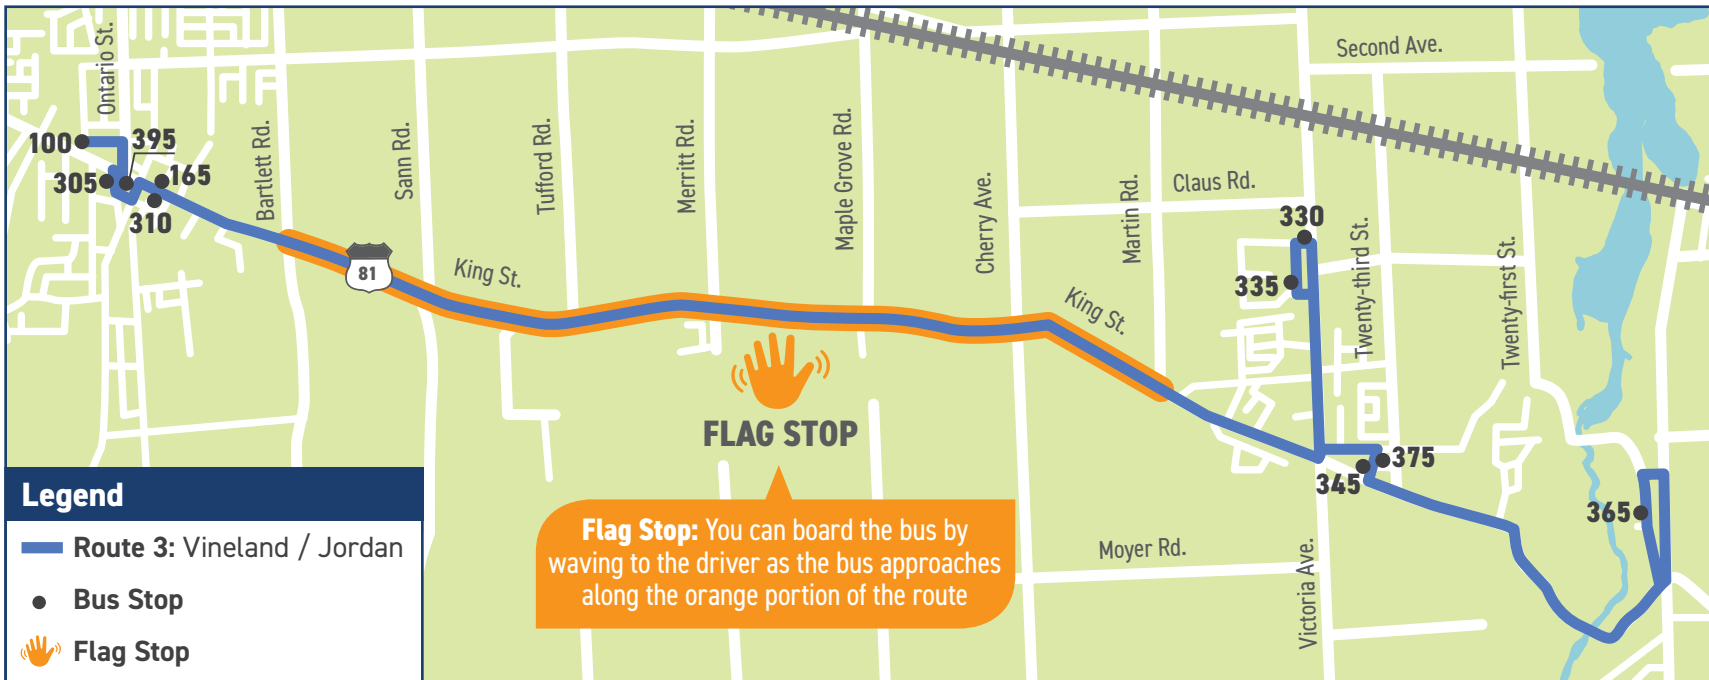 Ontario St.
Second Ave.
100
395
305
165
310
Bartlett Rd.
Sann Rd.
Tufford Rd.
Merritt Rd.
Maple Grove Rd.
Cherry Ave.
Martin Rd.
Claus Rd.
330
335
Twenty-third St.
Twenty-first St.
81
King St.
King St.
FLAG STOP
375
345
365
Flag Stop: You can board the bus by
waving to the driver as the bus approaches
along the orange portion of the route
Moyer Rd.
Victoria Ave.
Legend
Route 3: Vineland / Jordan
Bus Stop
Flag Stop